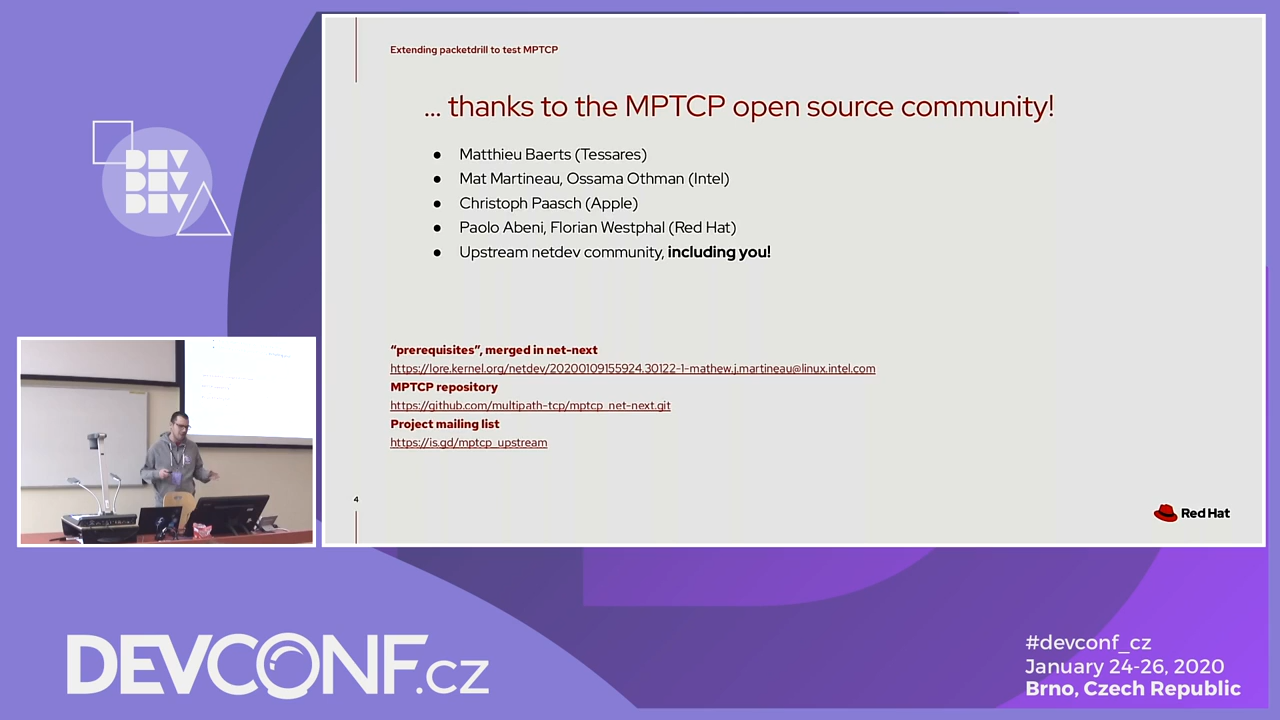 Extending packetdrill to test MPTCP
... thanks to the MPTCP open source community!
● Matthieu Baerts (Tessares)
● Mat Martineau, Ossama Othman (Intel)
● Christoph Paasch (Apple)
● Paolo Abeni, Florian Westphal (Red Hat)
● Upstream netdev community, including you!
“prerequisites”, merged in net-next
https://lore.kernel.org/netdev/20200109155924.30122-1-mathew.j.martineau@linux.intel.com
MPTCP repository
https://github.com/multipath-tcp/mptcp_net-next.git
Project mailing list
https://is.gd/mptcp_upstream
4
Red Hat
DEV
DEV
DEV
DEVCONF.cz
#devconf_cz
January 24-26, 2020
Brno, Czech Republic